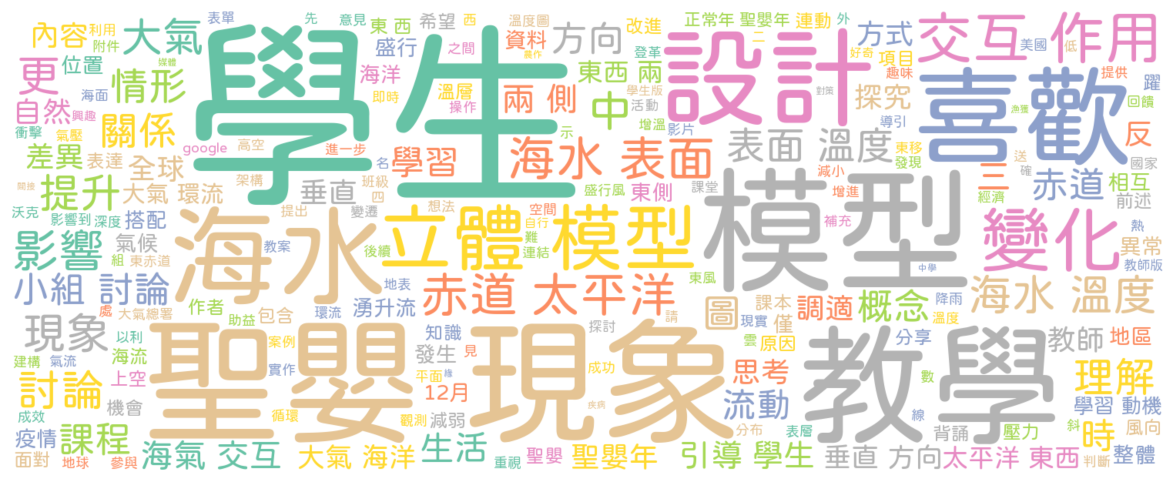 學生
聖嬰 現象
教學
模型
海水
設計
喜歡
立體 模型
交互 作用
變化
海水 表面
赤道 太平洋
表面 溫度
海水 溫度
大氣
內容
利用
附件
表單
先
意見
東 西
希望
西
溫度圖
改進
正常年
聖嬰年
連動
外
方式
美國
低
更
位置
情形
盛行
海洋
即時
之間
操作
溫層
資料
方向
東西 兩
登革
二
好奇
項目
趣味
提供
躍
自然
海面
興趣
關係
衝擊
氣壓
google
高空
進一步
學習
兩 側
中
學生版
活動
增溫
示
影片
探究
導引
漁獲
回饋
反
對策
差異
表達
全球
提升
大氣 環流
架構
垂直
名
班級
四
盛行風
東側
課堂
減小
增進
東移
發現
送
確
國家
經濟
三
赤道
相互
前述
沃克
影響到
深度
搭配
變遷
提出
想法
空間
自行
難
連結
補充
東風
熱
異常
教師版
影響
氣候
組
東赤道
教案
後續
中學
小組 討論
作者
地表
湧升流
環流
圖
課本
僅
調適
概念
降雨
溫度
處
大氣總署
助益
包含
現象
以利
案例
知識
探討
請
現實
雲
原因
分享
教師
地區
建構
氣流
海流
上空
實作
發生
見
平面
成功
思考
討論
機會
12月
流動
數
理解
成效
循環
觀測
減弱
疾病
分布
線
學習 動機
疫情
課程
背誦
壓力
斜
時
風向
面對
地球
參與
海氣 交互
大氣 海洋
生活
重視
聖嬰
聖嬰年
引導 學生
表層
垂直 方向
太平洋 東西
判斷
整體